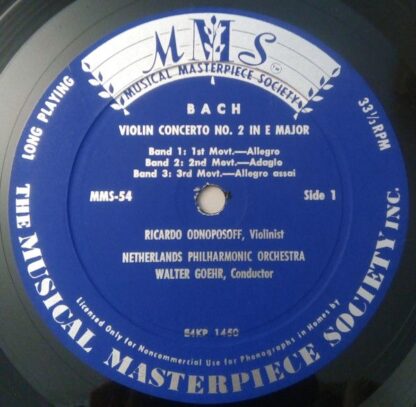 MMS TM
MUSICAL MASTERPIECE SOCIETY
LONG PLAYING
33⅓ RPM
BACH
VIOLIN CONCERTO NO. 2 IN E MAJOR
Band 1: 1st Movt.—Allegro
Band 2: 2nd Movt.—Adagio
Band 3: 3rd Movt.—Allegro assai
MMS-54
Side 1
RICARDO ODNOPOSOFF, Violinist
NETHERLANDS PHILHARMONIC ORCHESTRA
WALTER GOEHR, Conductor
54KP 1450
Licensed Only for Noncommercial Use for Phonographs in Homes by
THE MUSICAL MASTERPIECE SOCIETY INC.